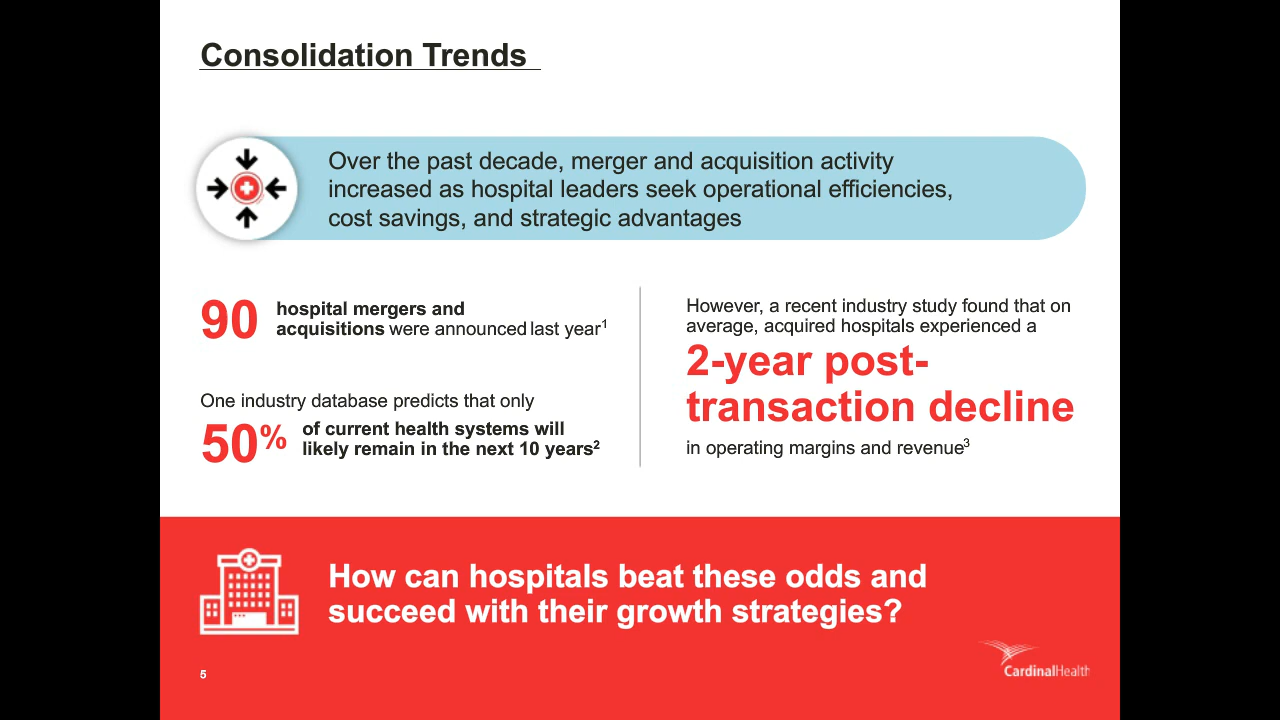 Consolidation Trends
Over the past decade, merger and acquisition activity
increased as hospital leaders seek operational efficiencies,
cost savings, and strategic advantages
90 hospital mergers and
acquisitions were announced last year¹
One industry database predicts that only
50% of current health systems will
likely remain in the next 10 years²
However, a recent industry study found that on
average, acquired hospitals experienced a
2-year post-
transaction decline
in operating margins and revenue³
How can hospitals beat these odds and
succeed with their growth strategies?
5
CardinalHealth